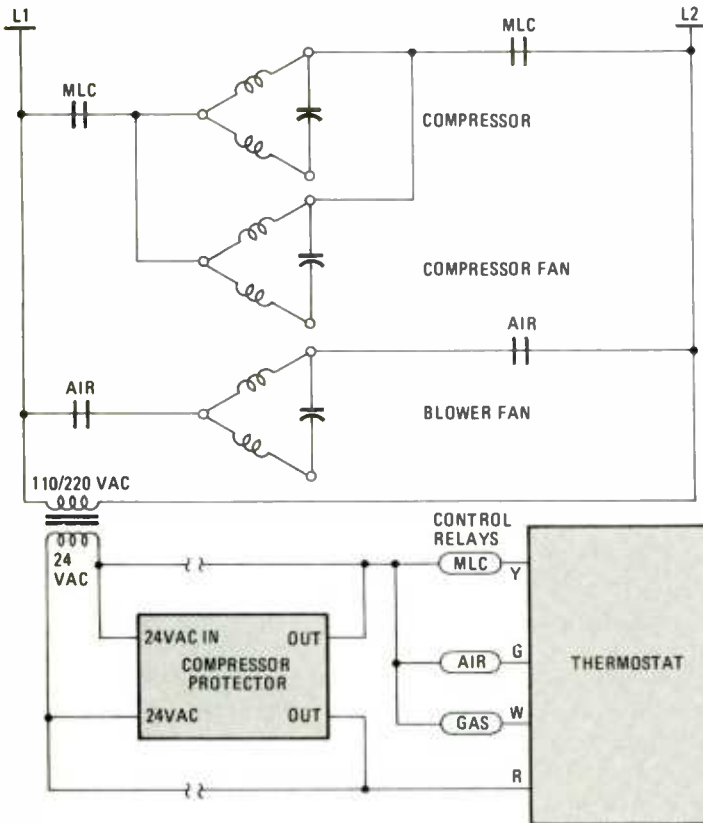 L1
L2
MLC
MLC
COMPRESSOR
COMPRESSOR FAN
AIR
AIR
BLOWER FAN
110/220 VAC
24
VAC
CONTROL
RELAYS
MLC
Y
24VAC IN
OUT
COMPRESSOR
PROTECTOR
24VAC
OUT
AIR
G
THERMOSTAT
GAS
W
R